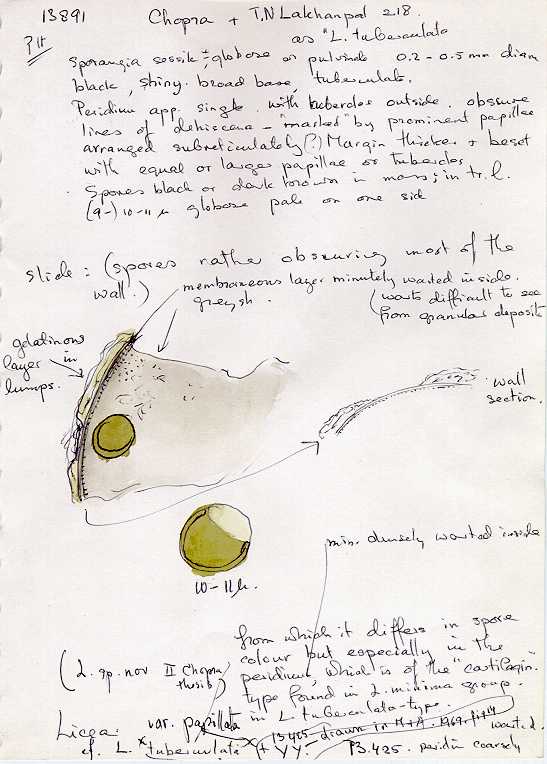 13891 Chopra + T.N Lakhanpal 218.
P H as "L. tuberculata
Sporangia sessile ± globose or pulvinate 0.2 - 0.5 mm diam
black, shiny. broad base, tuberculate.
Peridium app. single. with tubercles outside. obscure
lines of dehiscence - "marked" by prominent papillae
arranged subreticulately (?) Margin thicker + beset
with equal or larger papillae or tubercles
Spores black or dark brown in mass; in tr. l.
(9-) 10-11 µ globose pale on one side
slide: (spores rather obscuring most of the
wall.) membraneous layer minutely warted inside.
greyish. (warts difficult to see
from granular deposits
gelatinous
layer in
lumps.
wall
section.
10-11 µ.
min. densely warted inside
from which it differs in spore
colour but especially in the
(L. sp. nov II Chopra peridium, which is of the "cartilagin."
thesis) type found in L. minima group.
in L. tuberculata-type.
Licea var. papillata 13405 drawn in M+A. 1969. warted.
cf. L. tuberculata (+ YY. 13.425. peridium coarsely